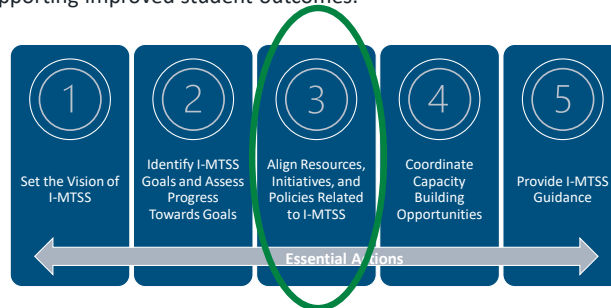 pporting improved student outcomes.
1
Set the Vision of
I-MTSS
2
Identify I-MTSS
Goals and Assess
Progress
Towards Goals
3
Align Resources,
Initiatives, and
Policies Related
to I-MTSS
4
Coordinate
Capacity
Building
Opportunities
5
Provide I-MTSS
Guidance
Essential Actions